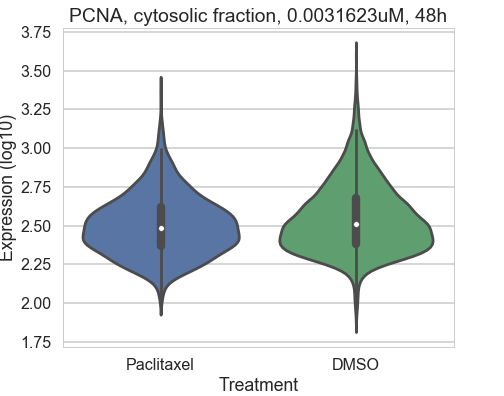 PCNA, cytosolic fraction, 0.0031623uM, 48h
Expression (log10)
3.75
3.50
3.25
3.00
2.75
2.50
2.25
2.00
1.75
Paclitaxel DMSO
Treatment